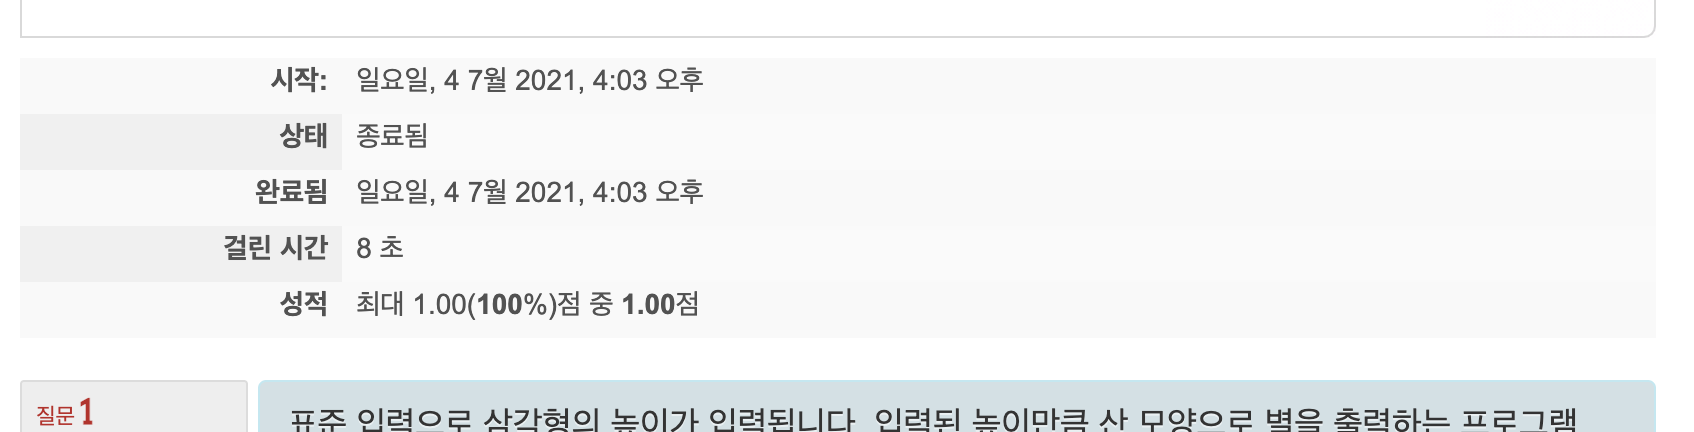 시작: 일요일, 4 7월 2021, 4:03 오후
상태 종료됨
완료됨 일요일, 4 7월 2021, 4:03 오후
걸린 시간 8 초
성적 최대 1.00(100%)점 중 1.00점
질문 1
표준 입력으로 삼각형의 높이가 입력됩니다. 입력된 높이만큼 산 모양으로 별을 출력하는 프로그램